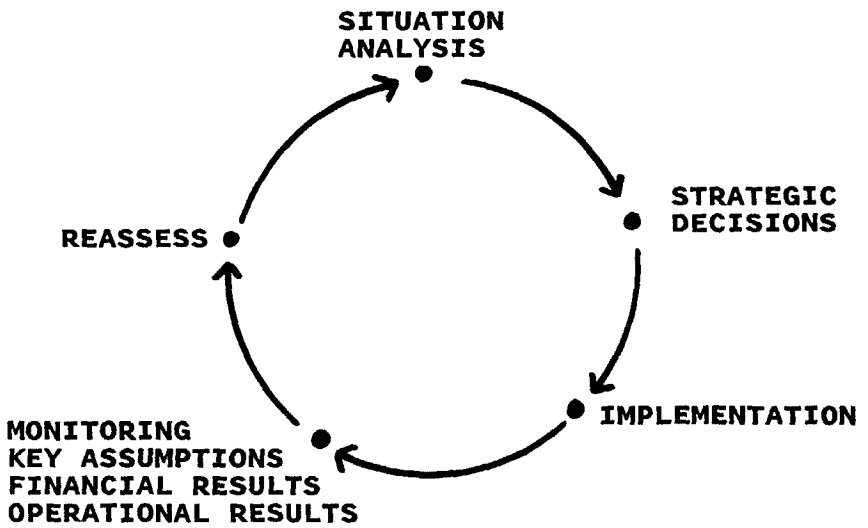 SITUATION
ANALYSIS
STRATEGIC
DECISIONS
IMPLEMENTATION
MONITORING
KEY ASSUMPTIONS
FINANCIAL RESULTS
OPERATIONAL RESULTS
REASSESS